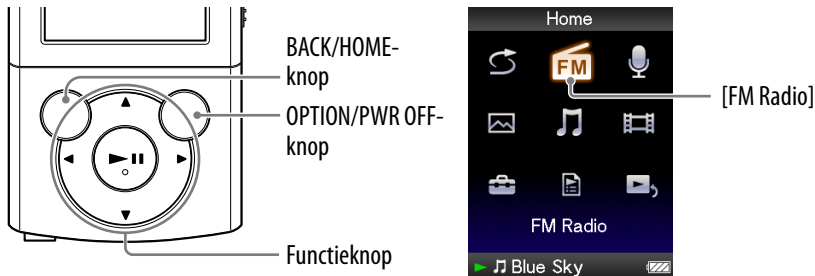 BACK/HOME-
knop
OPTION/PWR OFF-
knop
Functieknop
Home
FM
[FM Radio]
FM Radio
Blue Sky